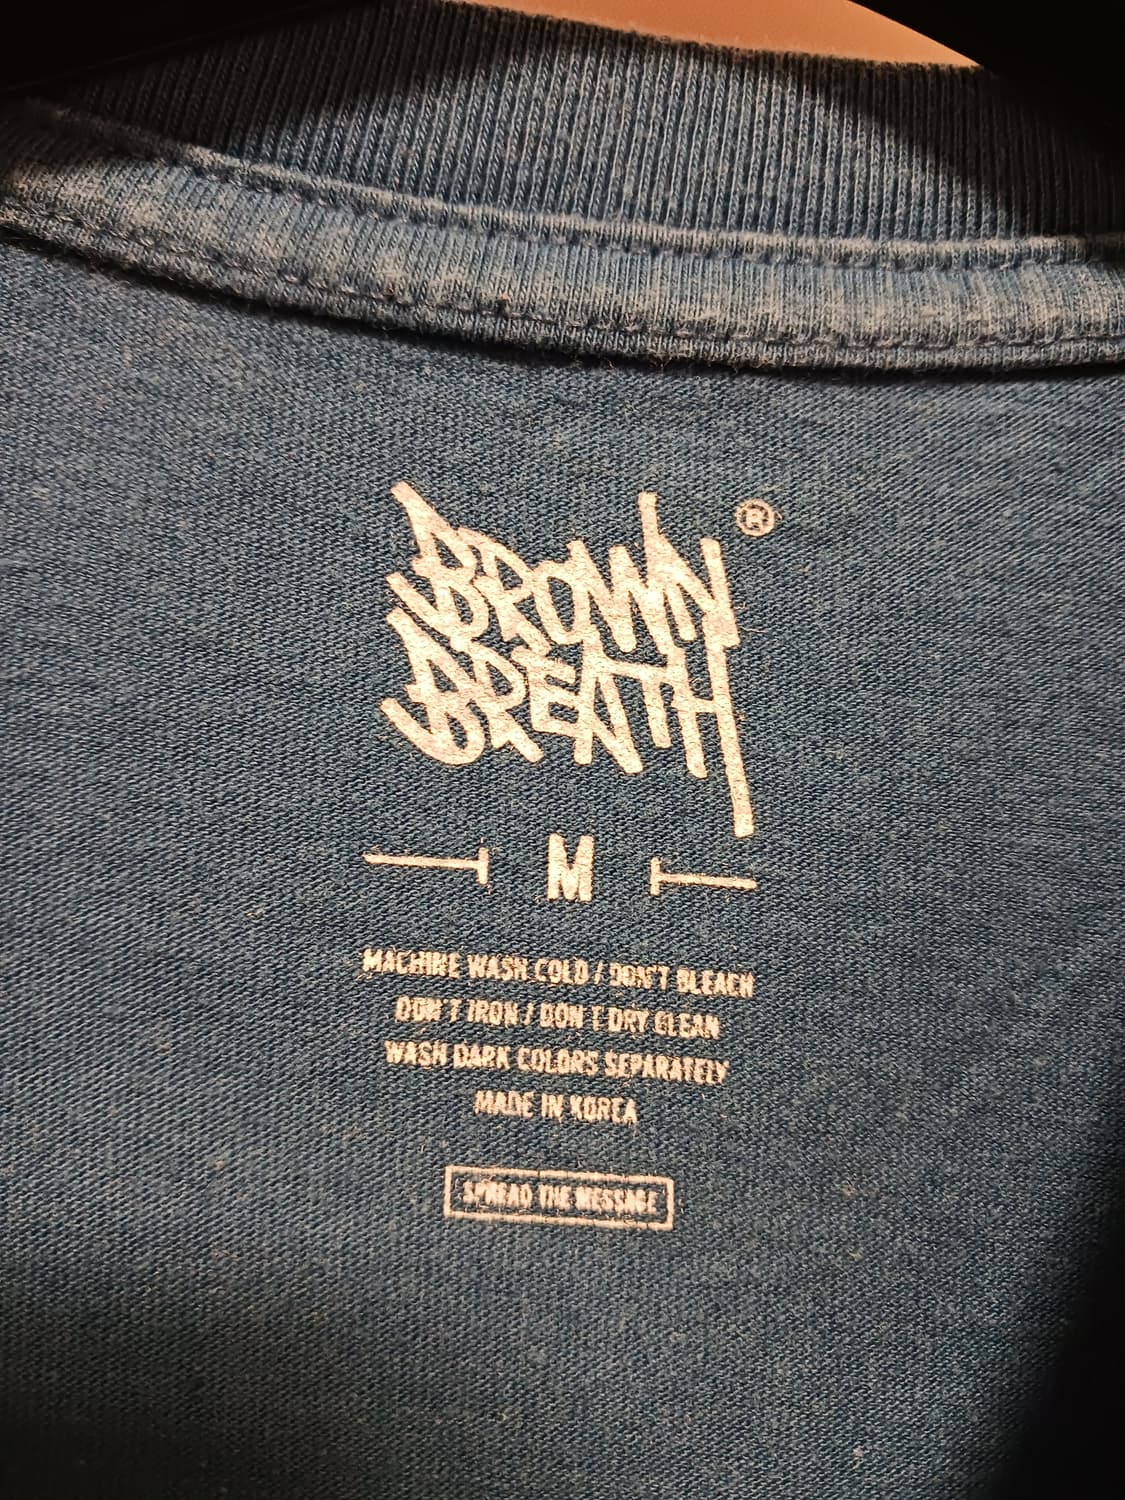 BROWN ®
BREATH
M
MACHINE WASH COLD / DON'T BLEACH
DON'T IRON / DON'T DRY CLEAN
WASH DARK COLORS SEPARATELY
MADE IN KOREA
SPREAD THE MESSAGE